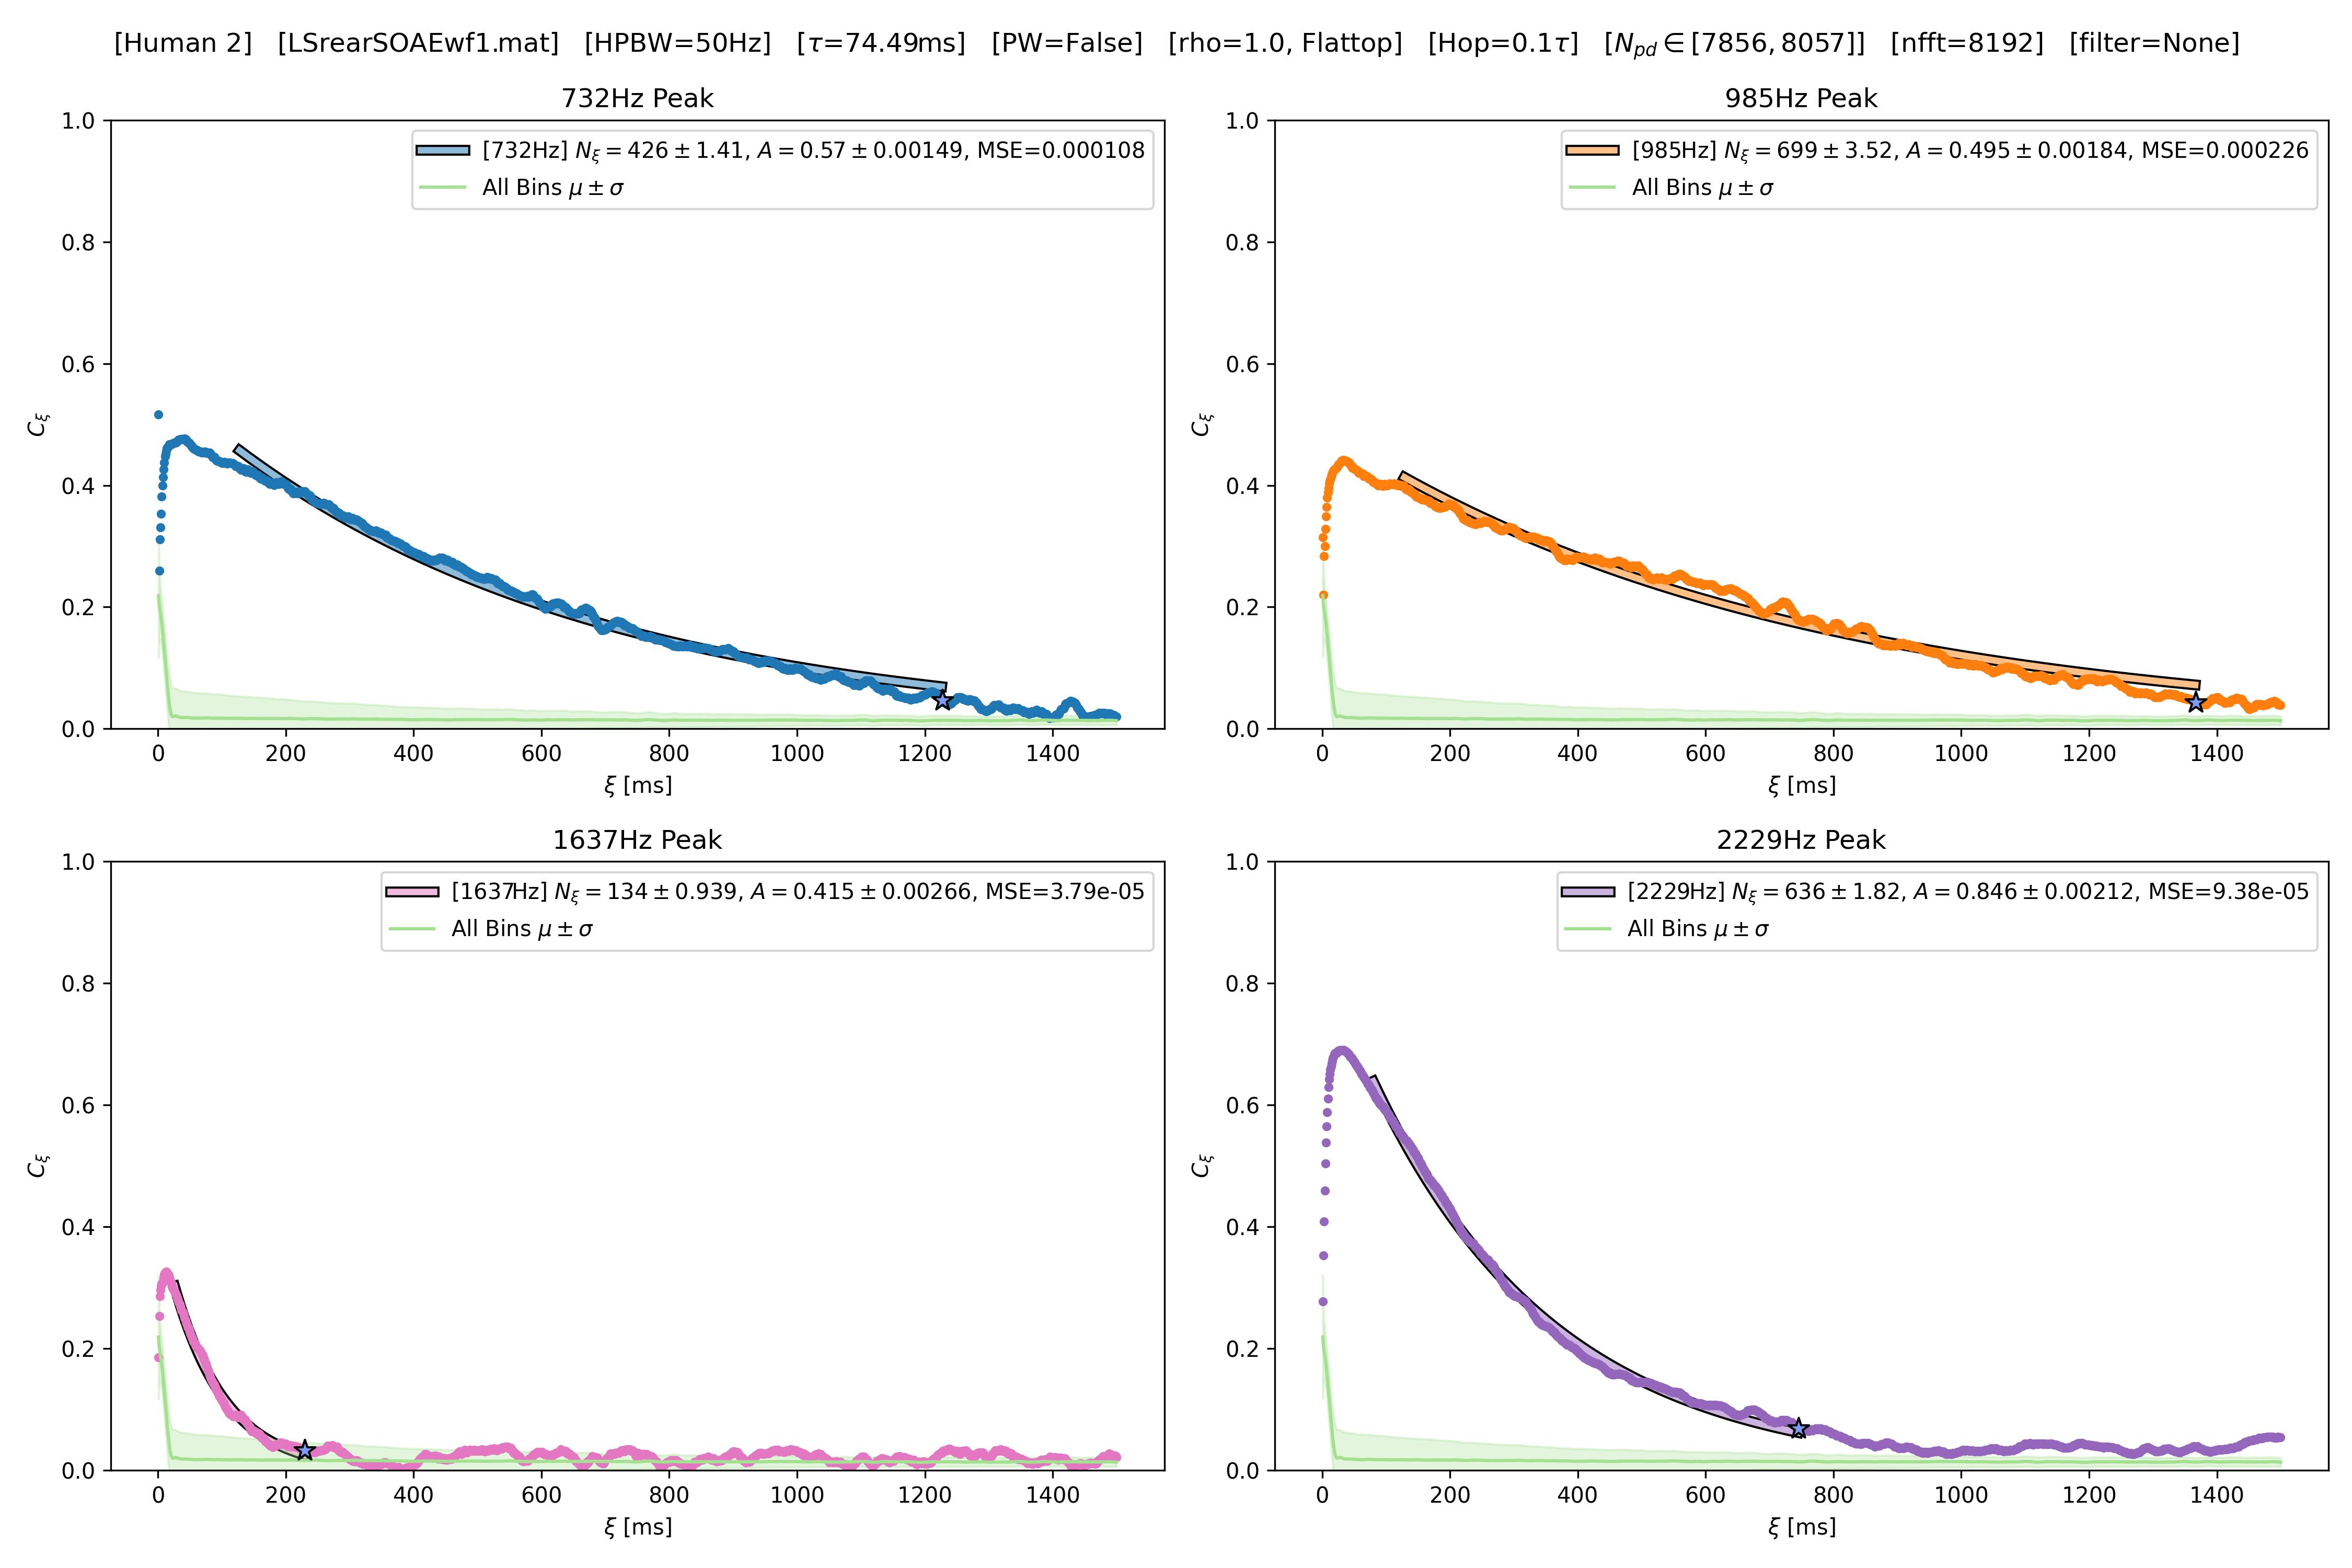 [Human 2] [LSrearSOAEwf1.mat] [HPBW=50Hz] [τ=74.49ms] [PW=False] [rho=1.0, Flattop] [Hop=0.1τ] [N_pd ∈ [7856, 8057]] [nfft=8192] [filter=None]
732Hz Peak
[732Hz] N_ξ = 426 ± 1.41, A = 0.57 ± 0.00149, MSE=0.000108
All Bins μ ± σ
1.0
0.8
0.6
0.4
0.2
0.0
C_ξ
0 200 400 600 800 1000 1200 1400
ξ [ms]
985Hz Peak
[985Hz] N_ξ = 699 ± 3.52, A = 0.495 ± 0.00184, MSE=0.000226
All Bins μ ± σ
1.0
0.8
0.6
0.4
0.2
0.0
C_ξ
0 200 400 600 800 1000 1200 1400
ξ [ms]
1637Hz Peak
[1637Hz] N_ξ = 134 ± 0.939, A = 0.415 ± 0.00266, MSE=3.79e-05
All Bins μ ± σ
1.0
0.8
0.6
0.4
0.2
0.0
C_ξ
0 200 400 600 800 1000 1200 1400
ξ [ms]
2229Hz Peak
[2229Hz] N_ξ = 636 ± 1.82, A = 0.846 ± 0.00212, MSE=9.38e-05
All Bins μ ± σ
1.0
0.8
0.6
0.4
0.2
0.0
C_ξ
0 200 400 600 800 1000 1200 1400
ξ [ms]